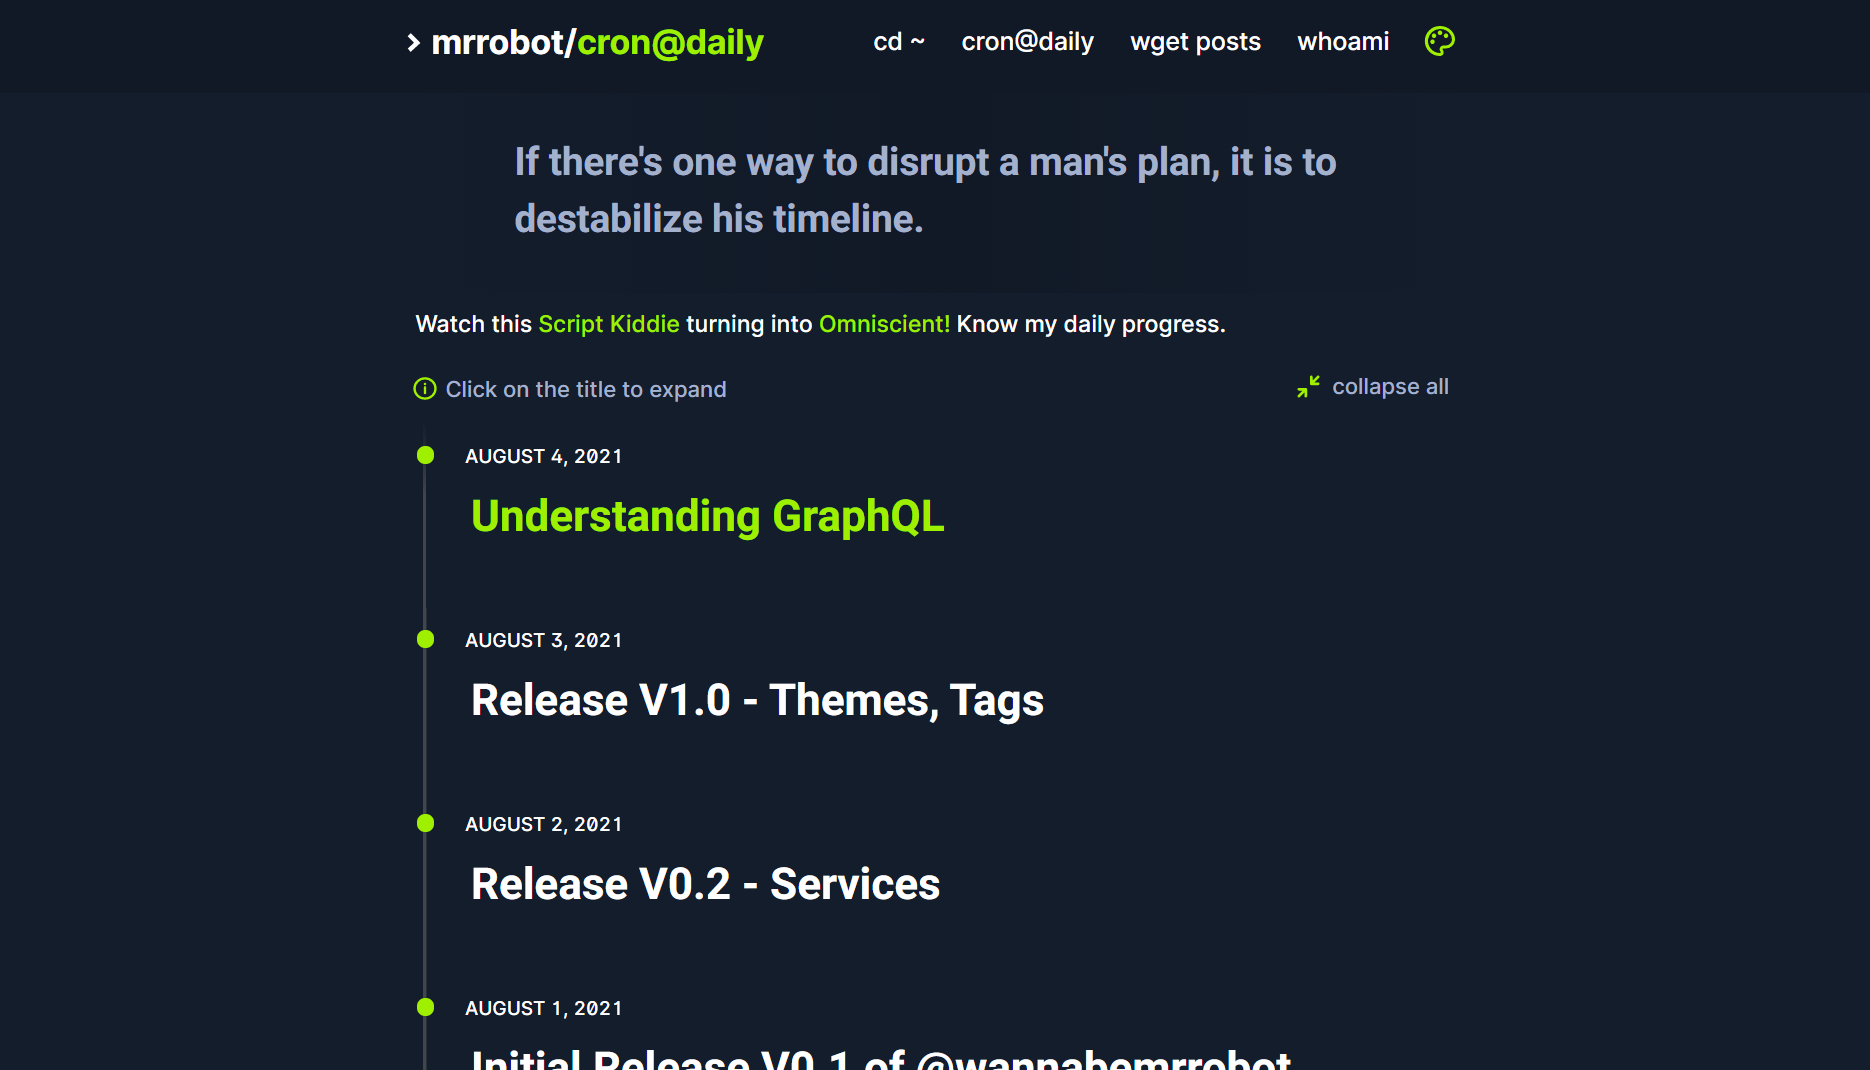 mrrobot/cron@daily
cd ~
cron@daily
wget posts
whoami
If there's one way to disrupt a man's plan, it is to
destabilize his timeline.
Watch this Script Kiddie turning into Omniscient! Know my daily progress.
Click on the title to expand
collapse all
AUGUST 4, 2021
Understanding GraphQL
AUGUST 3, 2021
Release V1.0 - Themes, Tags
AUGUST 2, 2021
Release V0.2 - Services
AUGUST 1, 2021
Initial Release V0.1 of @wannabemrrobot